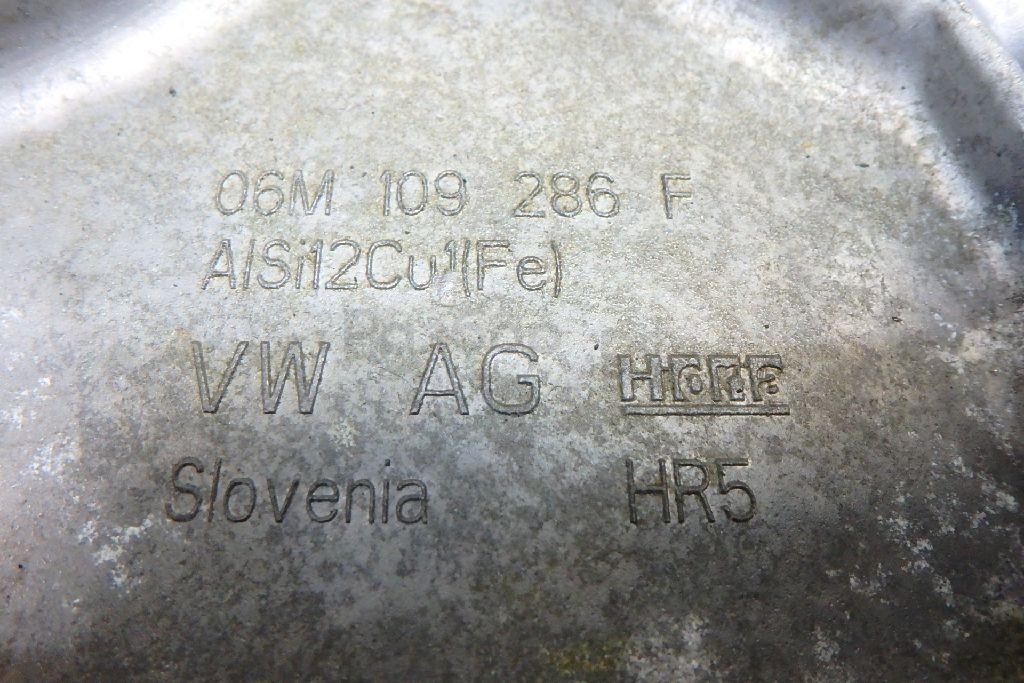 06M 109 286 F
AlSi12Cu1(Fe)
VW AG
Slovenia HR5